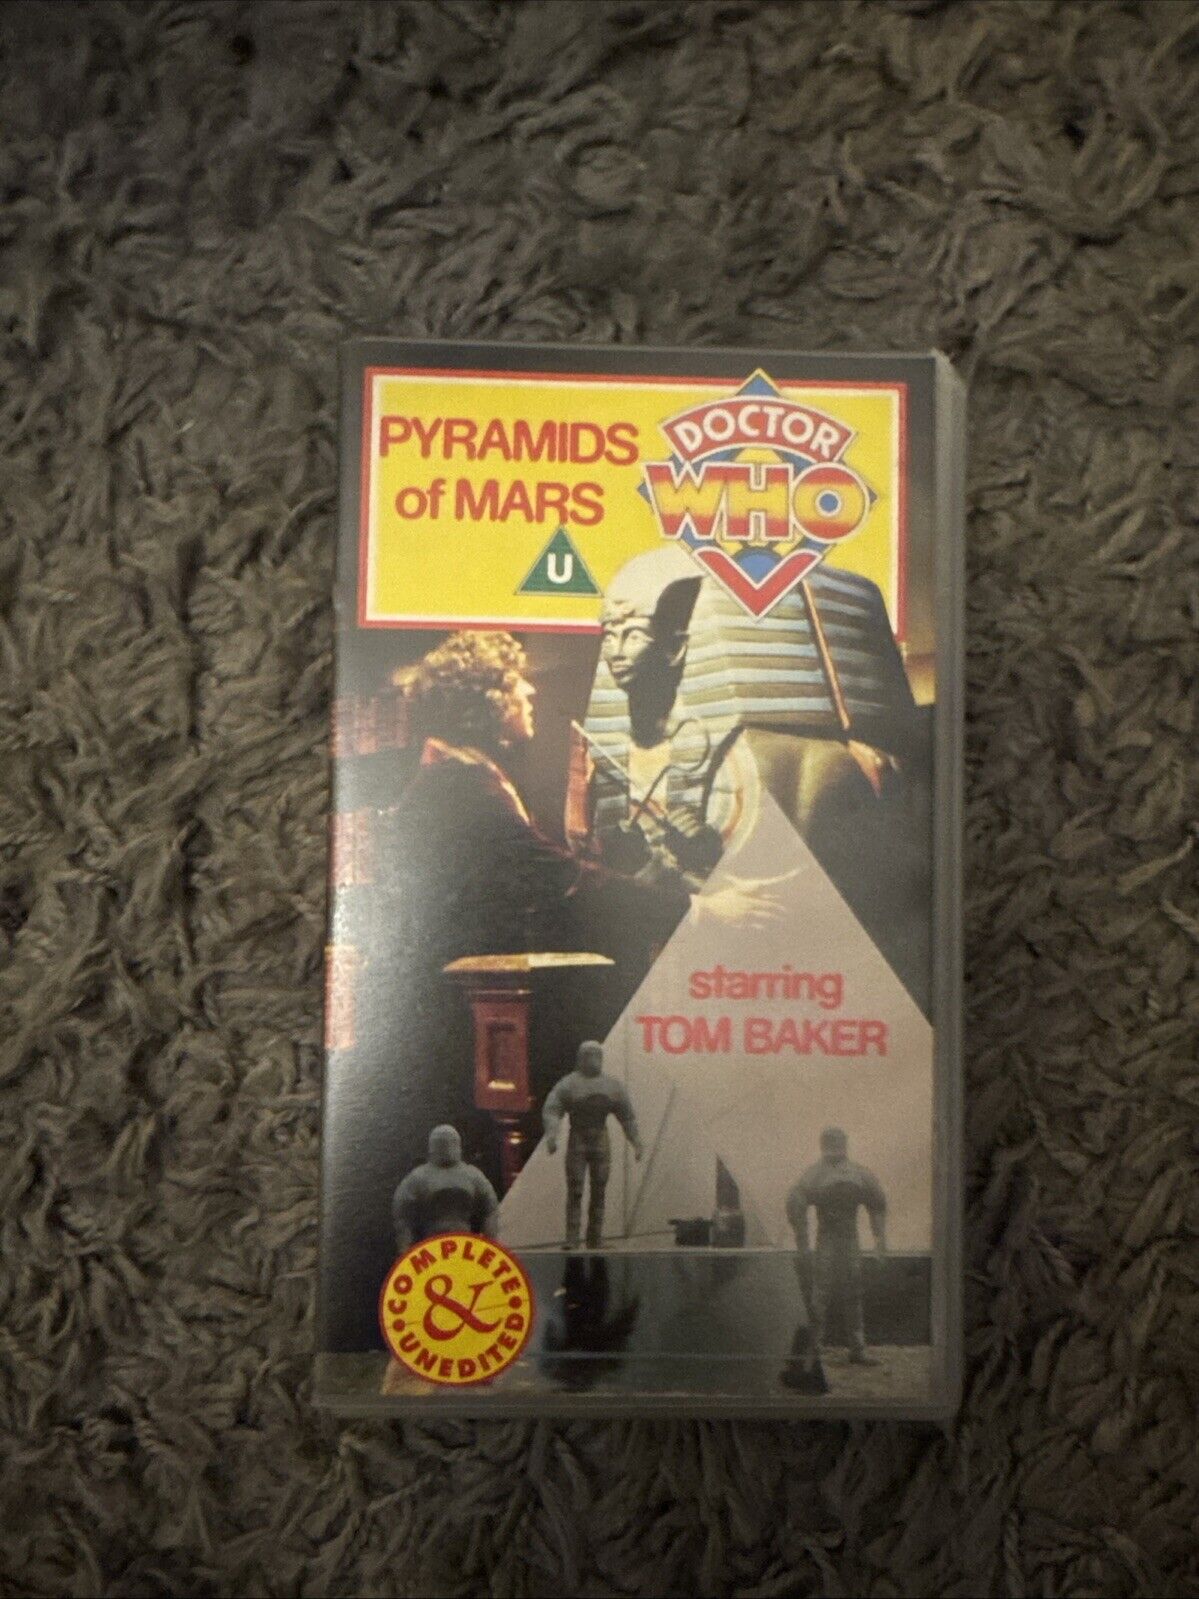 PYRAMIDS
of MARS
U
DOCTOR
WHO
starring
TOM BAKER
COMPLETE
&
UNEDITED